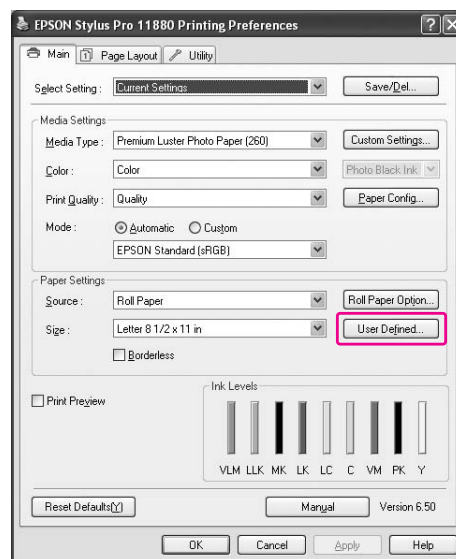 EPSON Stylus Pro 11880 Printing Preferences
Main Page Layout Utility
Select Setting : Current Settings Save/Del...
Media Settings
Media Type : Premium Luster Photo Paper (260) Custom Settings...
Color : Color Photo Black Ink
Print Quality : Quality Paper Config...
Mode : Automatic Custom
EPSON Standard (sRGB)
Paper Settings
Source : Roll Paper Roll Paper Option...
Size : Letter 8 1/2 x 11 in User Defined...
Borderless
Print Preview
Ink Levels
VLM LLK MK LK LC C VM PK Y
Reset Defaults(Y) Manual Version 6.50
OK Cancel Apply Help